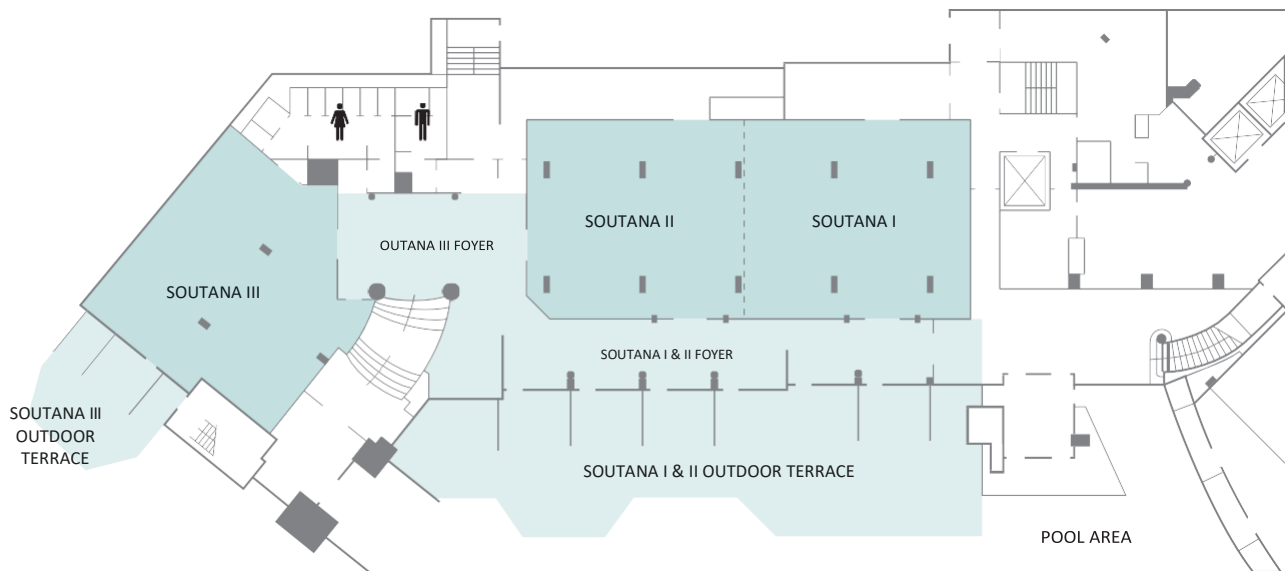 SOUTANA II
SOUTANA I
OUTANA III FOYER
SOUTANA III
SOUTANA I & II FOYER
SOUTANA III
OUTDOOR
TERRACE
SOUTANA I & II OUTDOOR TERRACE
POOL AREA